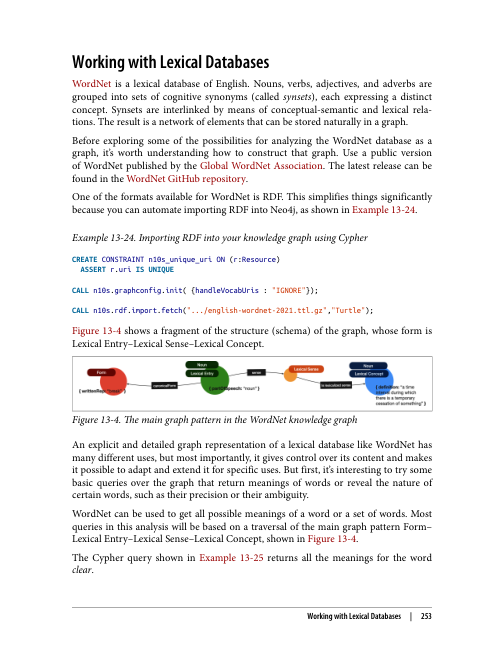 Working with Lexical Databases
WordNet is a lexical database of English. Nouns, verbs, adjectives, and adverbs are
grouped into sets of cognitive synonyms (called synsets), each expressing a distinct
concept. Synsets are interlinked by means of conceptual-semantic and lexical rela-
tions. The result is a network of elements that can be stored naturally in a graph.
Before exploring some of the possibilities for analyzing the WordNet database as a
graph, it's worth understanding how to construct that graph. Use a public version
of WordNet published by the Global WordNet Association. The latest release can be
found in the WordNet GitHub repository.
One of the formats available for WordNet is RDF. This simplifies things significantly
because you can automate importing RDF into Neo4j, as shown in Example 13-24.
Example 13-24. Importing RDF into your knowledge graph using Cypher
CREATE CONSTRAINT n10s_unique_uri ON (r:Resource)
ASSERT r.uri IS UNIQUE
CALL n10s.graphconfig.init( {handleVocabUris : "IGNORE"});
CALL n10s.rdf.import.fetch(".../english-wordnet-2021.ttl.gz","Turtle");
Figure 13-4 shows a fragment of the structure (schema) of the graph, whose form is
Lexical Entry–Lexical Sense–Lexical Concept.
Form
Noun
Lexical Entry
sense
Lexical Sense
Noun
Lexical Concept
canonicalForm
is lexicalized sense
{ writtenRep:
{ partOfSpeech: "noun" }
{ definition: "a time
interval during which
there is a temporary
cessation of something" }
Figure 13-4. The main graph pattern in the WordNet knowledge graph
An explicit and detailed graph representation of a lexical database like WordNet has
many different uses, but most importantly, it gives control over its content and makes
it possible to adapt and extend it for specific uses. But first, it's interesting to try some
basic queries over the graph that return meanings of words or reveal the nature of
certain words, such as their precision or their ambiguity.
WordNet can be used to get all possible meanings of a word or a set of words. Most
queries in this analysis will be based on a traversal of the main graph pattern Form–
Lexical Entry–Lexical Sense–Lexical Concept, shown in Figure 13-4.
The Cypher query shown in Example 13-25 returns all the meanings for the word
clear.
Working with Lexical Databases | 253